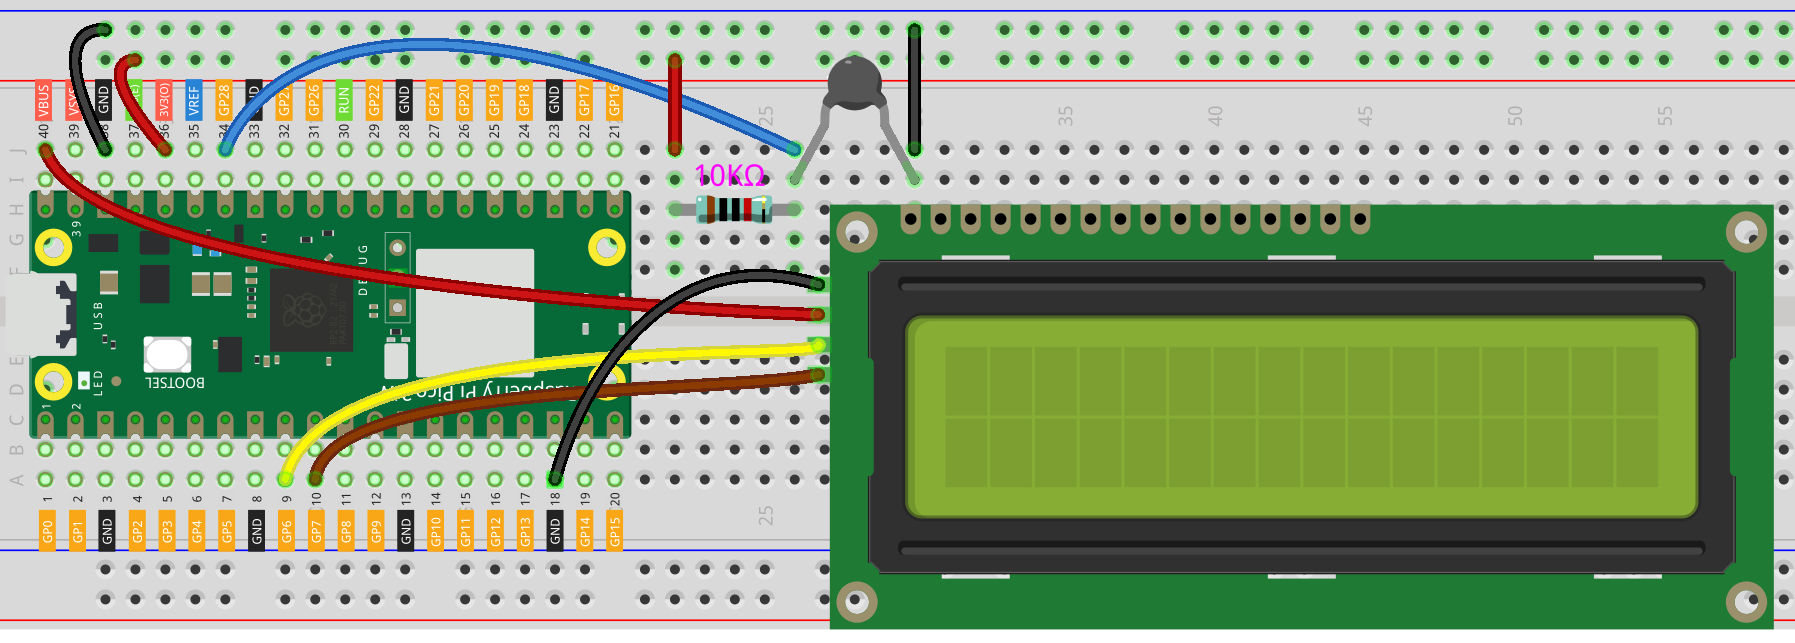 VBUS VSYS GND 3V3(O) VREF GP28 GND GP27 GP26 RUN GP22 GND GP21 GP20 GP19 GP18 GND GP17 GP16
40 39 38 37 36 35 34 33 32 31 30 29 28 27 26 25 24 23 22 21
25 35 40 45 50 55
J
I
10KΩ
H
G
F
39
DEBUG
USB
BOOTSEL
LED
Raspberry Pi Pico 2
E
D
C
B
A
1 2
1 2 3 4 5 6 7 8 9 10 11 12 13 14 15 16 17 18 19 20
25
GP0 GP1 GND GP2 GP3 GP4 GP5 GND GP6 GP7 GP8 GP9 GND GP10 GP11 GP12 GP13 GND GP14 GP15